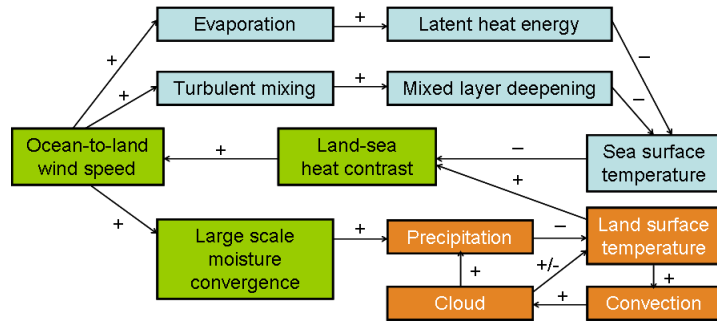 Evaporation
+
Latent heat energy
+
−
Turbulent mixing
+
Mixed layer deepening
+
−
Ocean-to-land
wind speed
+
Land-sea
heat contrast
−
Sea surface
temperature
+
+
Large scale
moisture
convergence
+
Precipitation
−
Land surface
temperature
+
+/-
+
Cloud
+
Convection